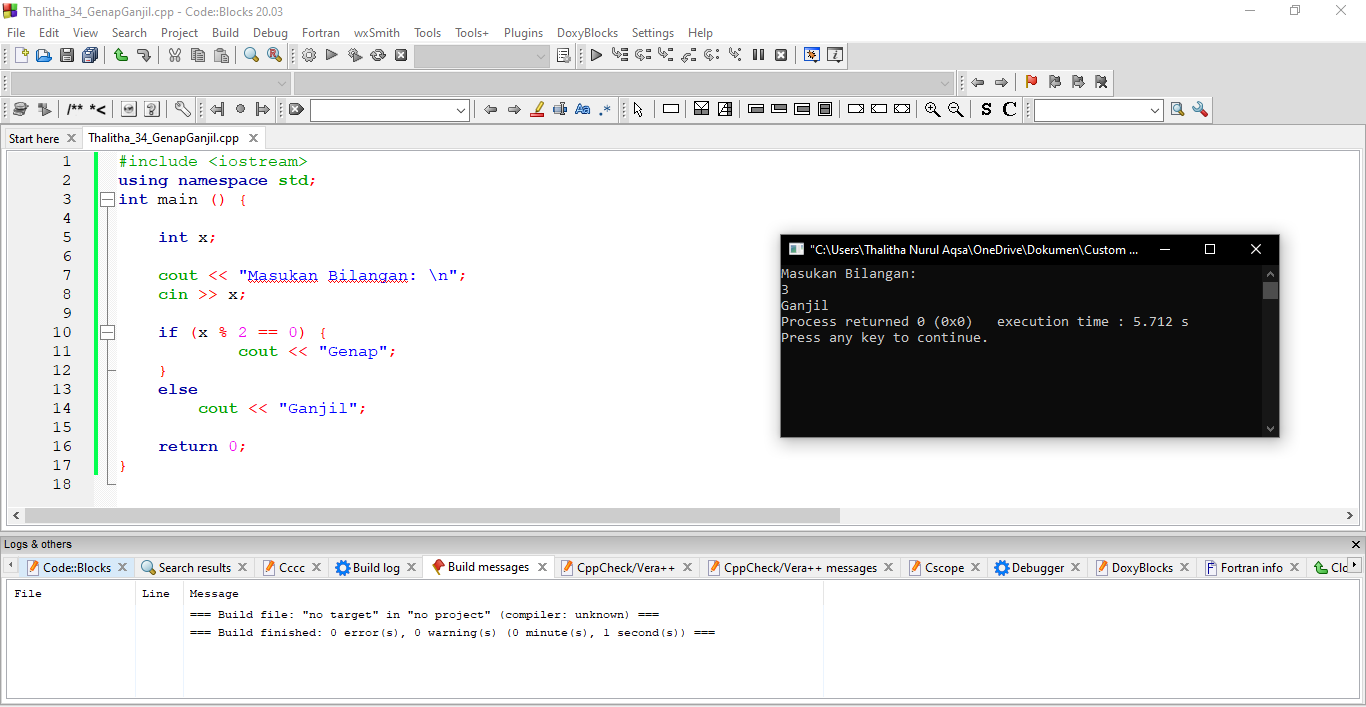 Thalitha_34_GenapGanjil.cpp - Code::Blocks 20.03
File Edit View Search Project Build Debug Fortran wxSmith Tools Tools+ Plugins DoxyBlocks Settings Help
/** *<
Aa .*
S C
Start here Thalitha_34_GenapGanjil.cpp
1 #include <iostream>
2 using namespace std;
3 int main () {
4
5 int x;
6
7 cout << "Masukan Bilangan: \n";
8 cin >> x;
9
10 if (x % 2 == 0) {
11 cout << "Genap";
12 }
13 else
14 cout << "Ganjil";
15
16 return 0;
17 }
18
"C:\Users\Thalitha Nurul Aqsa\OneDrive\Dokumen\Custom ...
Masukan Bilangan:
3
Ganjil
Process returned 0 (0x0)   execution time : 5.712 s
Press any key to continue.
Logs & others
Code::Blocks Search results Cccc Build log Build messages CppCheck/Vera++ CppCheck/Vera++ messages Cscope Debugger DoxyBlocks Fortran info Clo
File Line Message
=== Build file: "no target" in "no project" (compiler: unknown) ===
=== Build finished: 0 error(s), 0 warning(s) (0 minute(s), 1 second(s)) ===